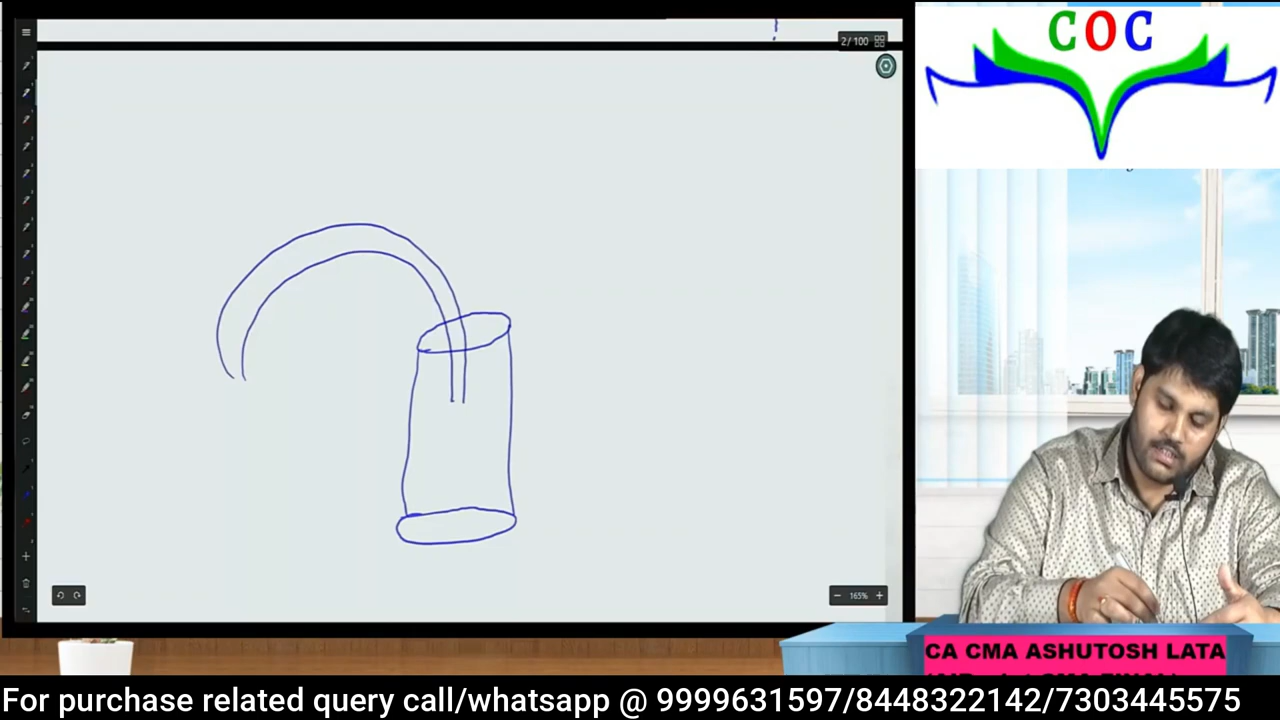 2/100
COC
165%
CA CMA ASHUTOSH LATA
For purchase related query call/whatsapp @ 9999631597/8448322142/7303445575